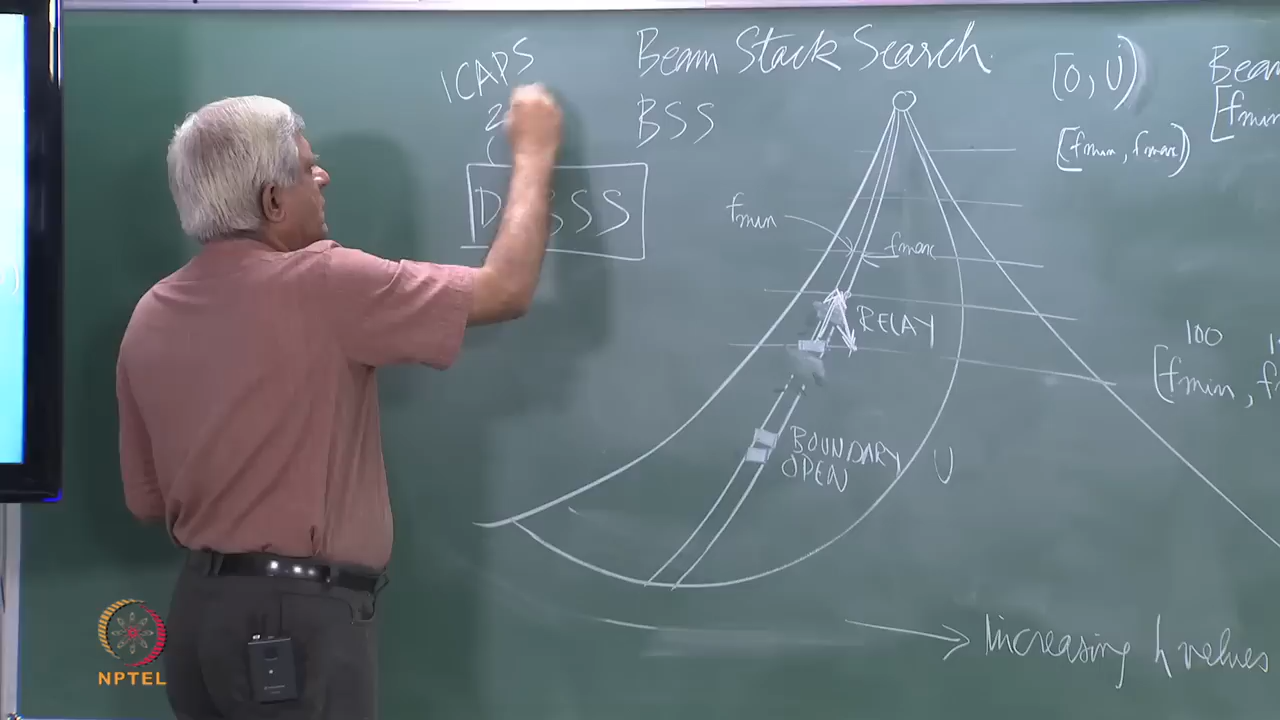 ICAPS
Beam Stack Search.
BSS
[0, U)
[fmin, fmax)
[fmin
fmin
fmax
RELAY
BOUNDARY
OPEN
U
100
[fmin,
Increasing h values
NPTEL